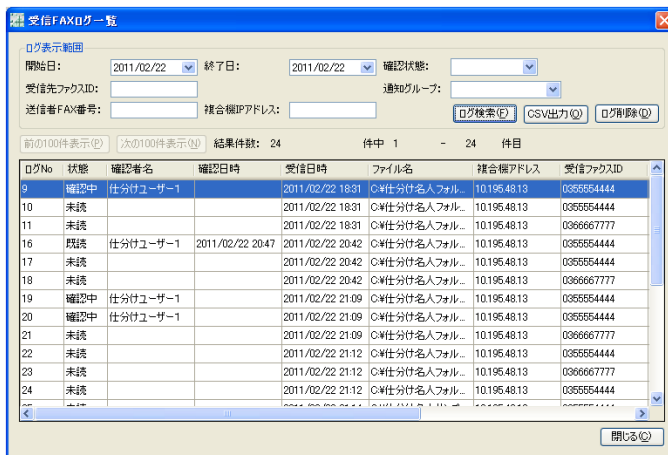 受信FAXログ一覧
ログ表示範囲
開始日: 2011/02/22 終了日: 2011/02/22 確認状態:
受信先ファクスID: 通知グループ:
送信者FAX番号: 複合機IPアドレス: ログ検索(F) CSV出力(O) ログ削除(D)
前の100件表示(P) 次の100件表示(N) 結果件数: 24 件中 1 - 24 件目
ログNo 状態 確認者名 確認日時 受信日時 ファイル名 複合機アドレス 受信ファクスID
9 確認中 仕分けユーザー1 2011/02/22 18:31 C:¥仕分け名人フォル... 10.195.48.13 0355554444
10 未読 2011/02/22 18:31 C:¥仕分け名人フォル... 10.195.48.13 0355554444
11 未読 2011/02/22 18:31 C:¥仕分け名人フォル... 10.195.48.13 0366667777
16 既読 仕分けユーザー1 2011/02/22 20:47 2011/02/22 20:42 C:¥仕分け名人フォル... 10.195.48.13 0355554444
17 未読 2011/02/22 20:42 C:¥仕分け名人フォル... 10.195.48.13 0355554444
18 未読 2011/02/22 20:42 C:¥仕分け名人フォル... 10.195.48.13 0366667777
19 確認中 仕分けユーザー1 2011/02/22 21:09 C:¥仕分け名人フォル... 10.195.48.13 0355554444
20 確認中 仕分けユーザー1 2011/02/22 21:09 C:¥仕分け名人フォル... 10.195.48.13 0355554444
21 未読 2011/02/22 21:09 C:¥仕分け名人フォル... 10.195.48.13 0366667777
22 未読 2011/02/22 21:12 C:¥仕分け名人フォル... 10.195.48.13 0355554444
23 未読 2011/02/22 21:12 C:¥仕分け名人フォル... 10.195.48.13 0355554444
24 未読 2011/02/22 21:12 C:¥仕分け名人フォル... 10.195.48.13 0355554444
閉じる(C)